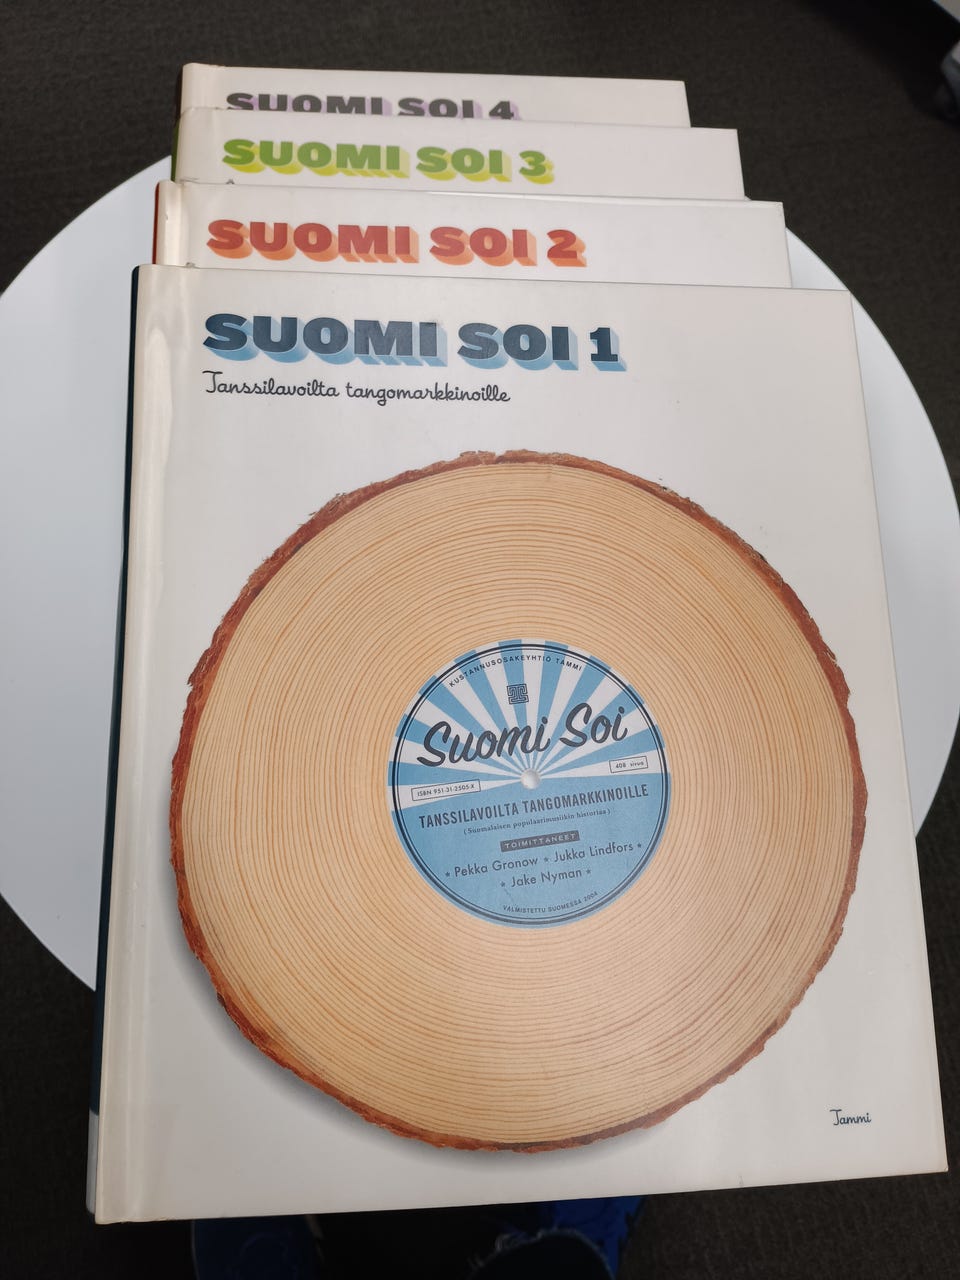 SUOMI SOI 4
SUOMI SOI 3
SUOMI SOI 2
SUOMI SOI 1
Tanssilavoilta tangomarkkinoille
KUSTANNUSOSAKEYHTIÖ TAMMI
Suomi Soi
ISBN 951-31-2505-X
408 sivua
TANSSILAVOILTA TANGOMARKKINOILLE
(Suomalaisen populaarimusiikin historiaa)
TOIMITTANEET
★ Pekka Gronow ★ Jukka Lindfors ★
★ Jake Nyman ★
VALMISTETTU SUOMESSA 2004
Tammi